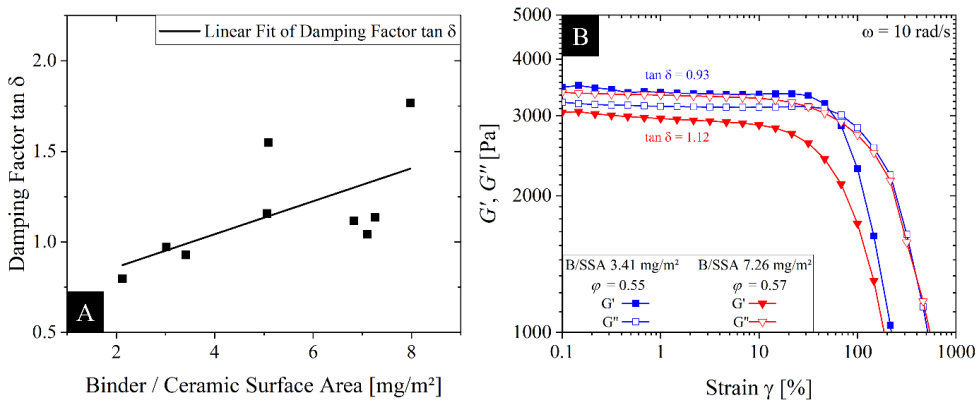 Linear Fit of Damping Factor tan δ
2.0
1.5
1.0
0.5
Damping Factor tan δ
A
2
4
6
8
Binder / Ceramic Surface Area [mg/m²]
B
ω = 10 rad/s
5000
4000
3000
2000
1000
G', G'' [Pa]
tan δ = 0.93
tan δ = 1.12
B/SSA 3.41 mg/m² B/SSA 7.26 mg/m²
φ = 0.55 φ = 0.57
G' G'
G'' G''
0.1
1
10
100
1000
Strain γ [%]